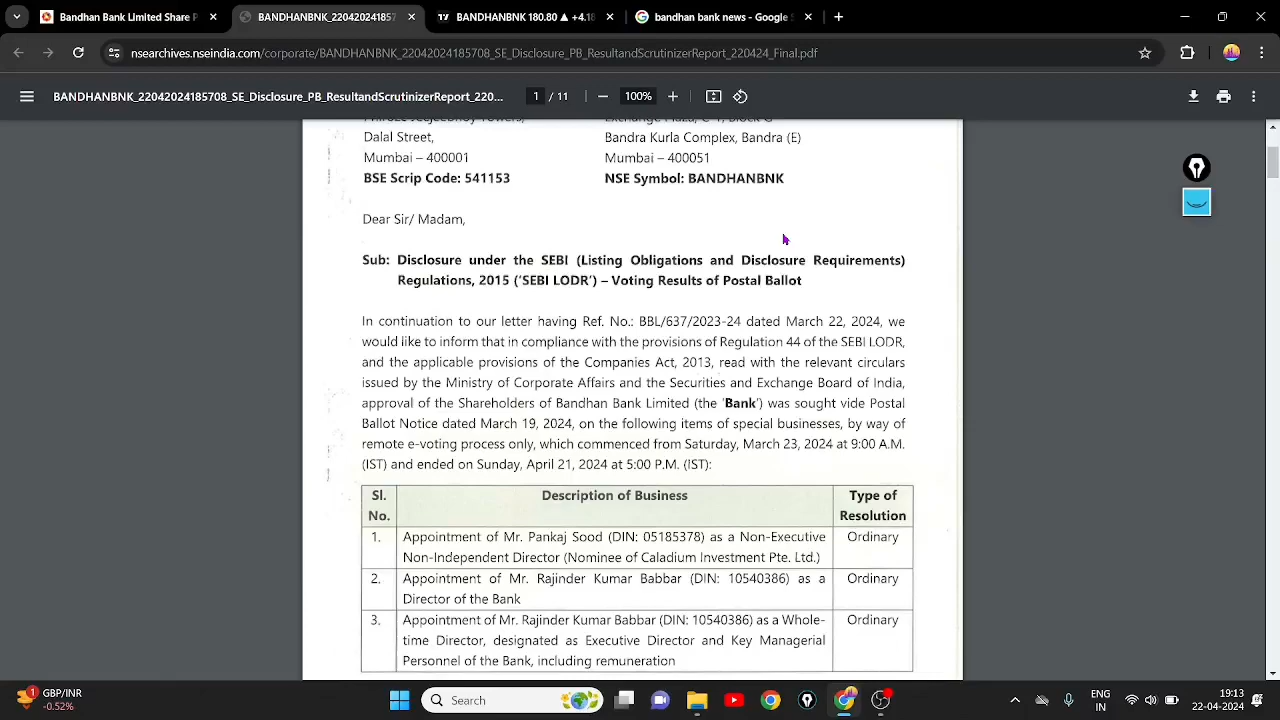 Bandhan Bank Limited Share P
BANDHANBNK_220420241857
BANDHANBNK 180.80 ▲ +4.18
bandhan bank news - Google S
nsearchives.nseindia.com/corporate/BANDHANBNK_22042024185708_SE_Disclosure_PB_ResultandScrutinizerReport_220424_Final.pdf
BANDHANBNK_22042024185708_SE_Disclosure_PB_ResultandScrutinizerReport_220...
1 / 11
100%
Dalal Street,
Bandra Kurla Complex, Bandra (E)
Mumbai – 400001
Mumbai – 400051
BSE Scrip Code: 541153
NSE Symbol: BANDHANBNK
Dear Sir/ Madam,
Sub: Disclosure under the SEBI (Listing Obligations and Disclosure Requirements)
Regulations, 2015 (‘SEBI LODR’) – Voting Results of Postal Ballot
In continuation to our letter having Ref. No.: BBL/637/2023-24 dated March 22, 2024, we
would like to inform that in compliance with the provisions of Regulation 44 of the SEBI LODR,
and the applicable provisions of the Companies Act, 2013, read with the relevant circulars
issued by the Ministry of Corporate Affairs and the Securities and Exchange Board of India,
approval of the Shareholders of Bandhan Bank Limited (the ‘Bank’) was sought vide Postal
Ballot Notice dated March 19, 2024, on the following items of special businesses, by way of
remote e-voting process only, which commenced from Saturday, March 23, 2024 at 9:00 A.M.
(IST) and ended on Sunday, April 21, 2024 at 5:00 P.M. (IST):
Sl.
No.
Description of Business
Type of
Resolution
1.
Appointment of Mr. Pankaj Sood (DIN: 05185378) as a Non-Executive
Non-Independent Director (Nominee of Caladium Investment Pte. Ltd.)
Ordinary
2.
Appointment of Mr. Rajinder Kumar Babbar (DIN: 10540386) as a
Director of the Bank
Ordinary
3.
Appointment of Mr. Rajinder Kumar Babbar (DIN: 10540386) as a Whole-
time Director, designated as Executive Director and Key Managerial
Personnel of the Bank, including remuneration
Ordinary
1
GBP/INR
Search
ENG
IN
19:13
22-04-2024